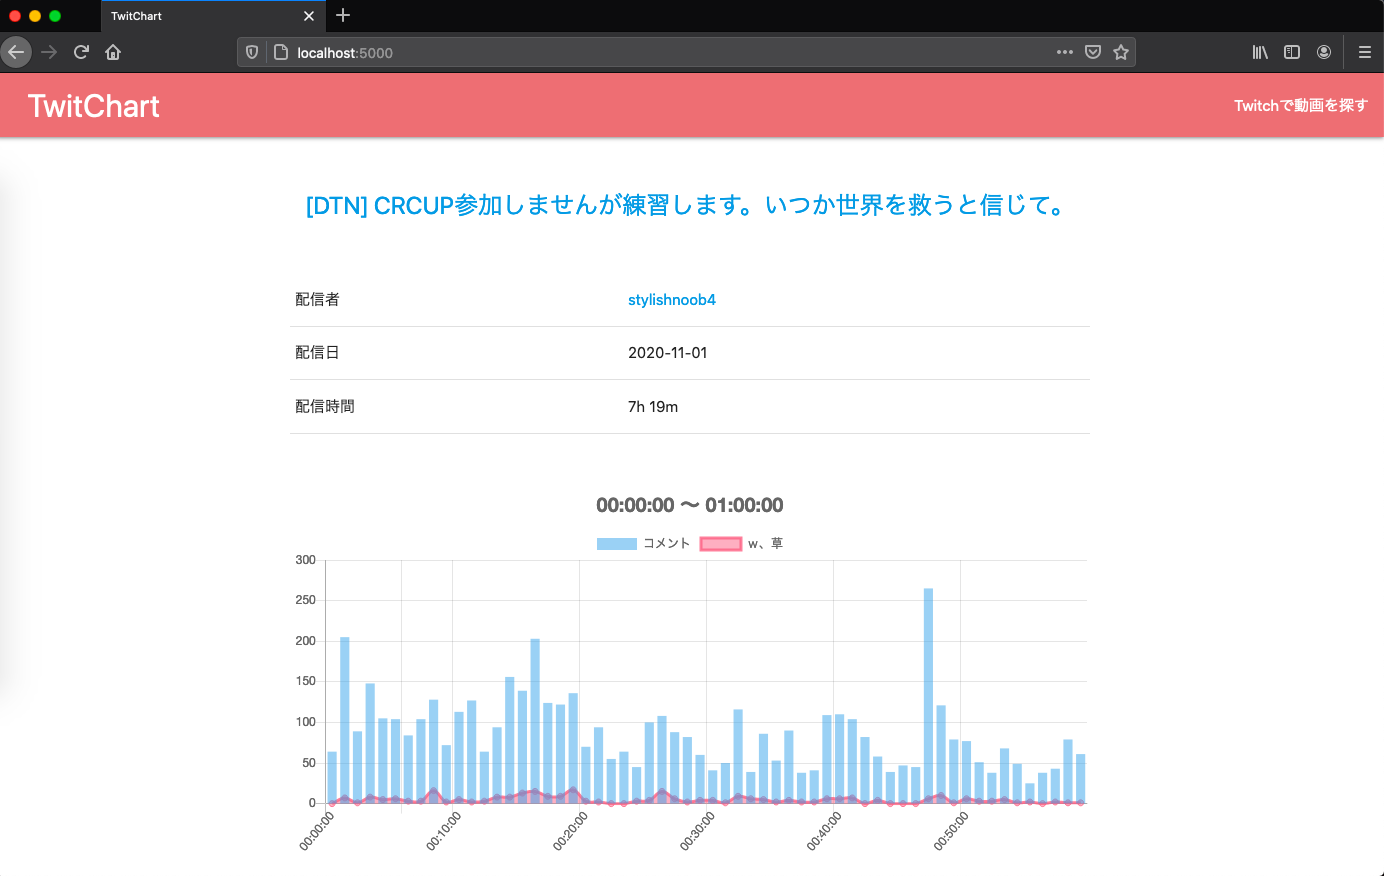 TwitChart
localhost:5000
TwitChart
Twitchで動画を探す
[DTN] CRCUP参加しませんが練習します。いつか世界を救うと信じて。
配信者 stylishnoob4
配信日 2020-11-01
配信時間 7h 19m
00:00:00 〜 01:00:00
コメント w、草
300
250
200
150
100
50
0
00:00:00 00:10:00 00:20:00 00:30:00 00:40:00 00:50:00